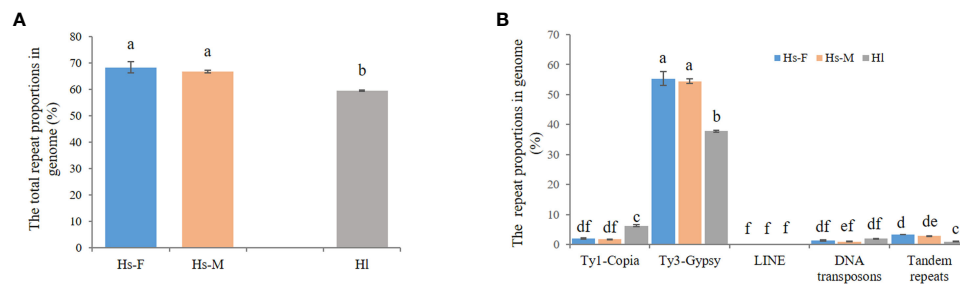 A
The total repeat proportions in
genome (%)
80
70
60
50
40
30
20
10
0
a
a
b
Hs-F
Hs-M
Hl
B
The repeat proportions in genome
(%)
70
60
50
40
30
20
10
0
Hs-F Hs-M Hl
df df c
a a b
f f f
df ef df
d de c
Ty1-Copia
Ty3-Gypsy
LINE
DNA
transposons
Tandem
repeats